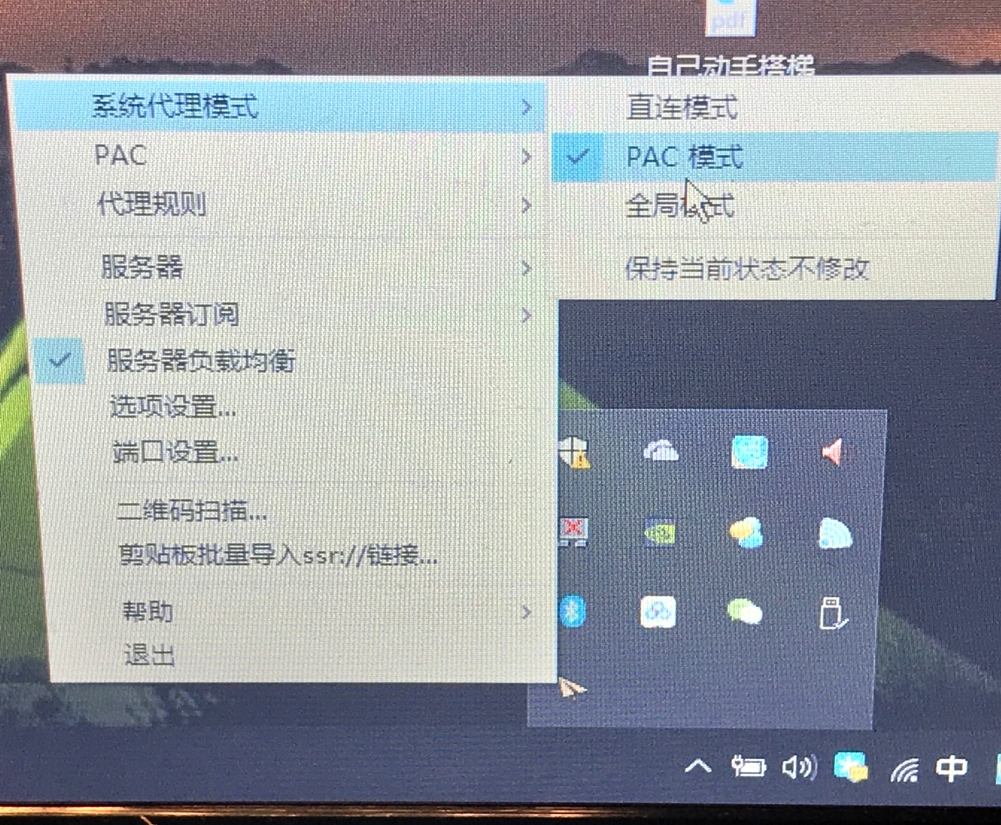 pdf
自己动手搭梯
系统代理模式
PAC
代理规则
服务器
服务器订阅
服务器负载均衡
选项设置...
端口设置...
二维码扫描...
剪贴板批量导入ssr://链接...
帮助
退出
直连模式
PAC 模式
全局模式
保持当前状态不修改
中